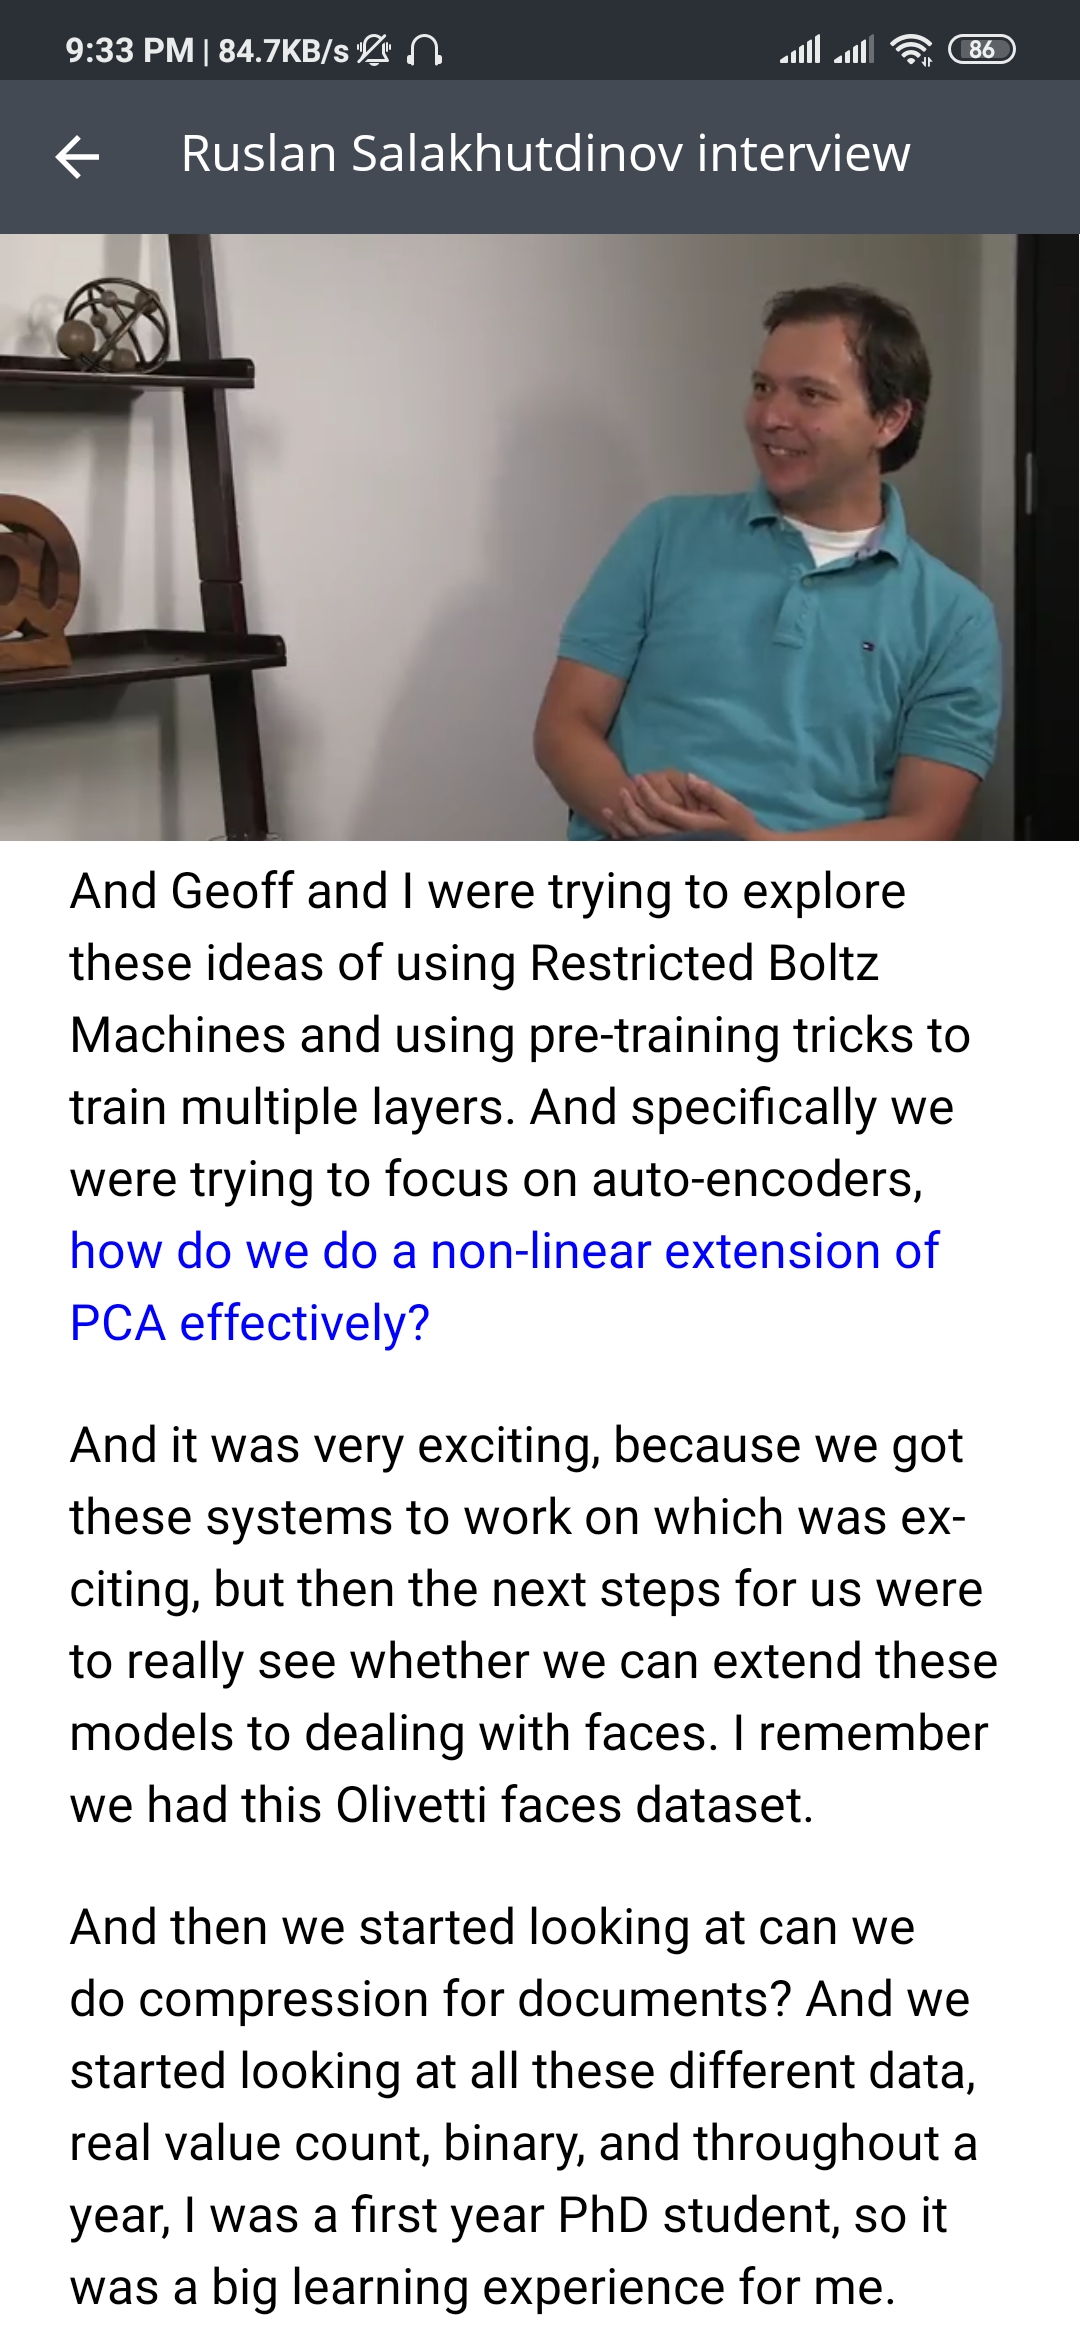 9:33 PM | 84.7KB/s
86
Ruslan Salakhutdinov interview
And Geoff and I were trying to explore
these ideas of using Restricted Boltz
Machines and using pre-training tricks to
train multiple layers. And specifically we
were trying to focus on auto-encoders,
how do we do a non-linear extension of
PCA effectively?
And it was very exciting, because we got
these systems to work on which was ex-
citing, but then the next steps for us were
to really see whether we can extend these
models to dealing with faces. I remember
we had this Olivetti faces dataset.
And then we started looking at can we
do compression for documents? And we
started looking at all these different data,
real value count, binary, and throughout a
year, I was a first year PhD student, so it
was a big learning experience for me.